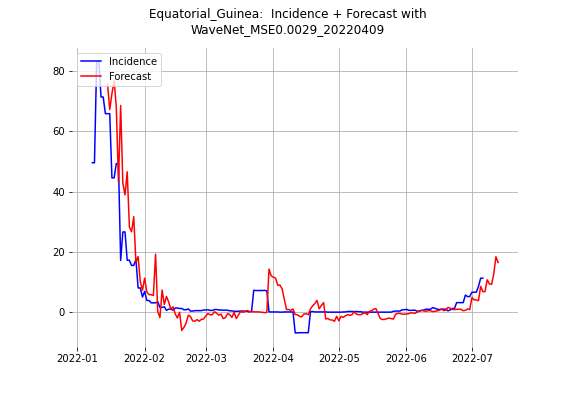 Equatorial_Guinea:  Incidence + Forecast with
WaveNet_MSE0.0029_20220409
Incidence
Forecast
80
60
40
20
0
2022-01 2022-02 2022-03 2022-04 2022-05 2022-06 2022-07